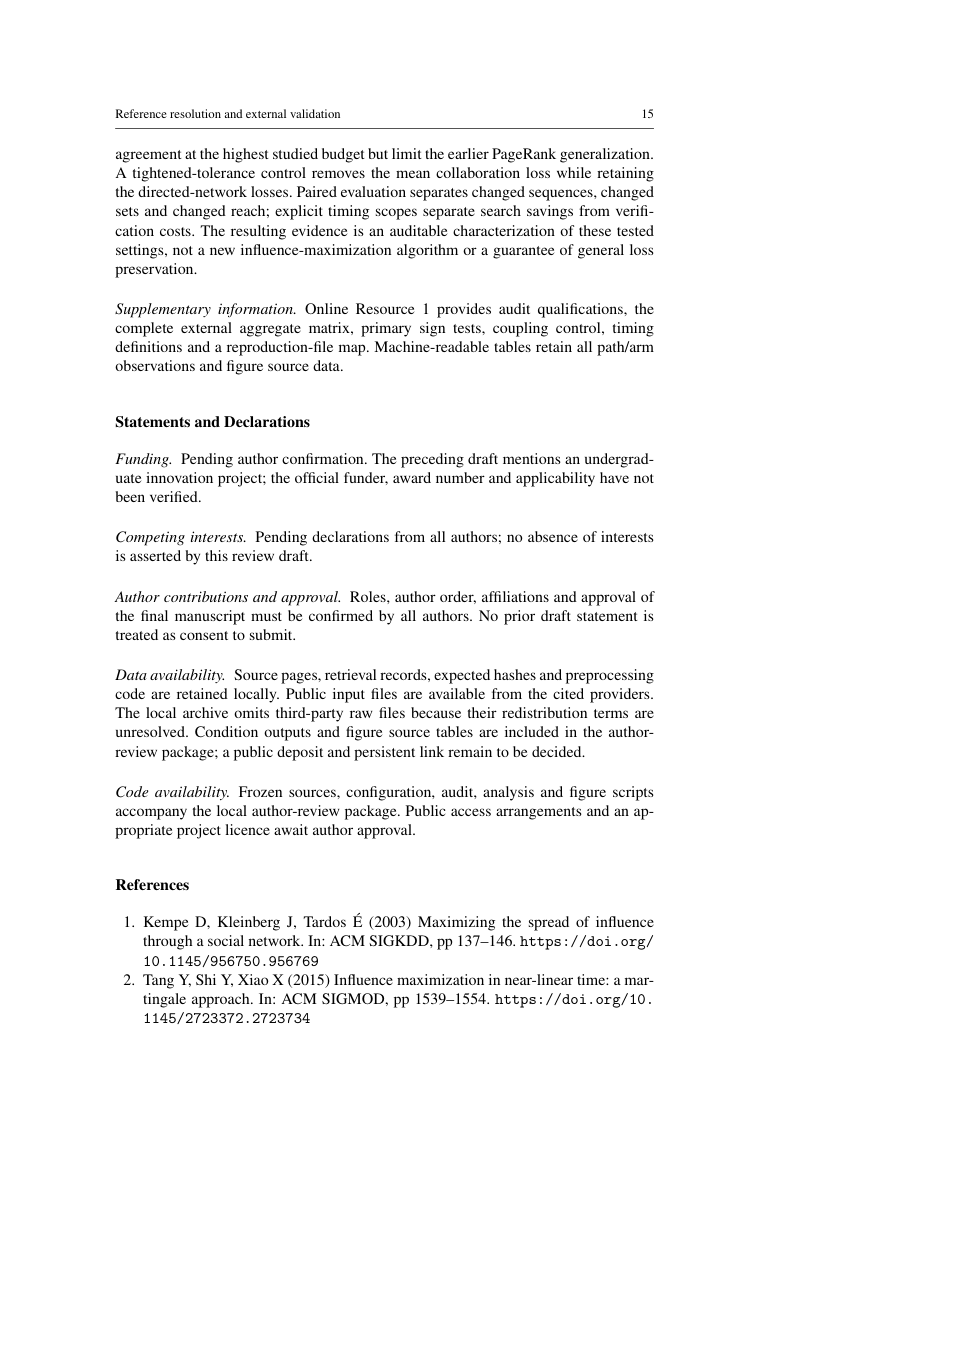 Reference resolution and external validation 15
agreement at the highest studied budget but limit the earlier PageRank generalization.
A tightened-tolerance control removes the mean collaboration loss while retaining
the directed-network losses. Paired evaluation separates changed sequences, changed
sets and changed reach; explicit timing scopes separate search savings from verifi-
cation costs. The resulting evidence is an auditable characterization of these tested
settings, not a new influence-maximization algorithm or a guarantee of general loss
preservation.
Supplementary information. Online Resource 1 provides audit qualifications, the
complete external aggregate matrix, primary sign tests, coupling control, timing
definitions and a reproduction-file map. Machine-readable tables retain all path/arm
observations and figure source data.
Statements and Declarations
Funding. Pending author confirmation. The preceding draft mentions an undergrad-
uate innovation project; the official funder, award number and applicability have not
been verified.
Competing interests. Pending declarations from all authors; no absence of interests
is asserted by this review draft.
Author contributions and approval. Roles, author order, affiliations and approval of
the final manuscript must be confirmed by all authors. No prior draft statement is
treated as consent to submit.
Data availability. Source pages, retrieval records, expected hashes and preprocessing
code are retained locally. Public input files are available from the cited providers.
The local archive omits third-party raw files because their redistribution terms are
unresolved. Condition outputs and figure source tables are included in the author-
review package; a public deposit and persistent link remain to be decided.
Code availability. Frozen sources, configuration, audit, analysis and figure scripts
accompany the local author-review package. Public access arrangements and an ap-
propriate project licence await author approval.
References
1. Kempe D, Kleinberg J, Tardos É (2003) Maximizing the spread of influence
through a social network. In: ACM SIGKDD, pp 137–146. https://doi.org/
10.1145/956750.956769
2. Tang Y, Shi Y, Xiao X (2015) Influence maximization in near-linear time: a mar-
tingale approach. In: ACM SIGMOD, pp 1539–1554. https://doi.org/10.
1145/2723372.2723734